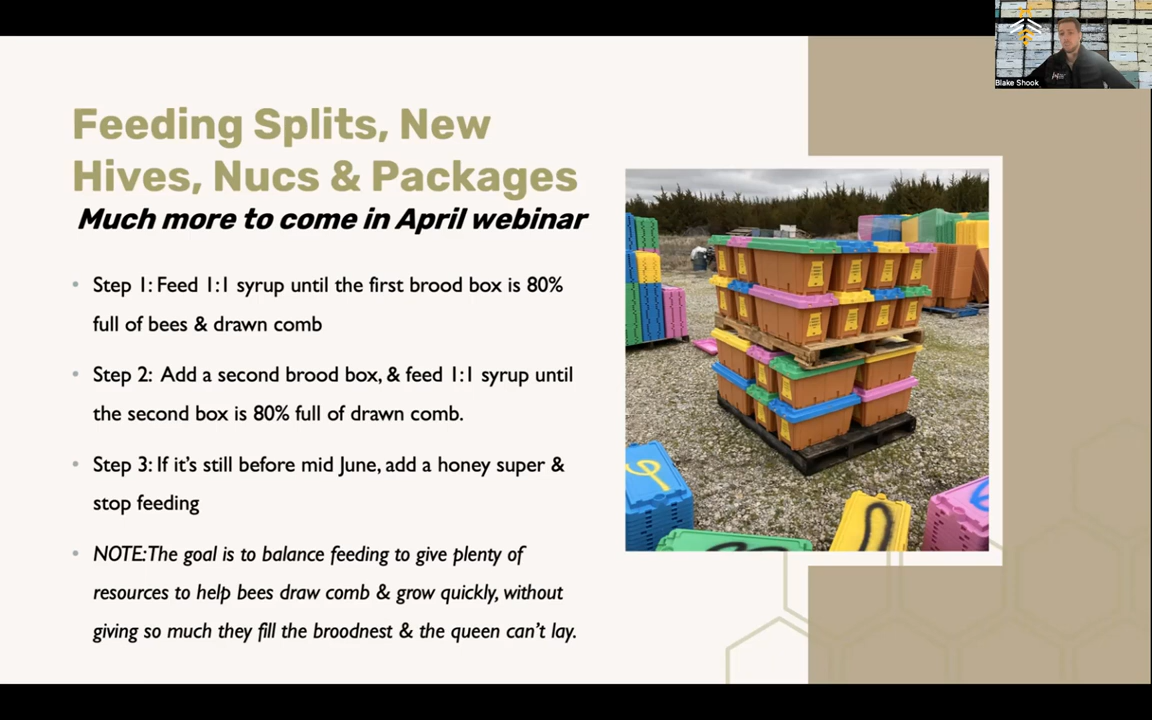 Blake Shook
Feeding Splits, New
Hives, Nucs & Packages
Much more to come in April webinar
• Step 1: Feed 1:1 syrup until the first brood box is 80%
full of bees & drawn comb
• Step 2: Add a second brood box, & feed 1:1 syrup until
the second box is 80% full of drawn comb.
• Step 3: If it's still before mid June, add a honey super &
stop feeding
• NOTE: The goal is to balance feeding to give plenty of
resources to help bees draw comb & grow quickly, without
giving so much they fill the broodnest & the queen can't lay.